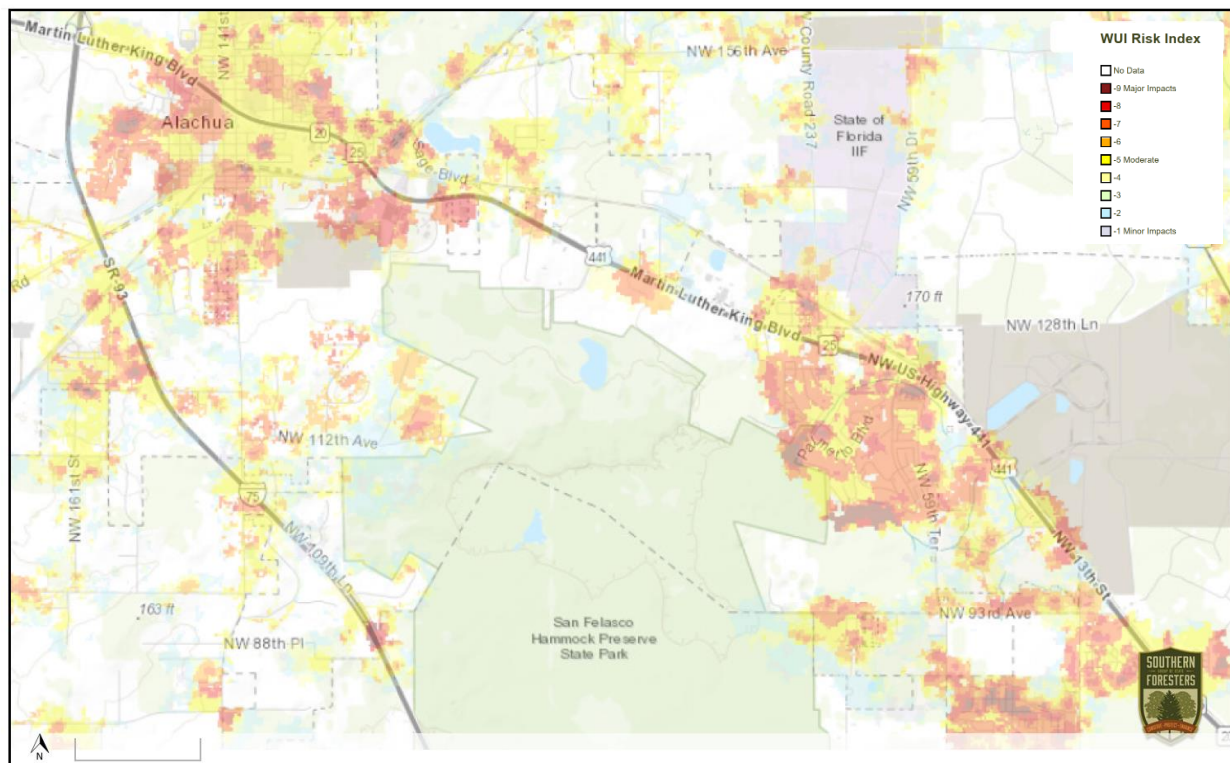 Martin Luther King Blvd
NW 141st
NW 156th Ave
NW County Road 237
Alachua
20
25
State of
Florida
IIF
NW 59th Dr
WUI Risk Index
No Data
-9 Major Impacts
-8
-7
-6
-5 Moderate
-4
-3
-2
-1 Minor Impacts
Rd
SR 93
441
Martin Luther King Blvd
170 ft
25
NW 128th Ln
NW US Highway 441
NW 112th Ave
NW 161st St
75
NW 59th Ter
441
NW 109th Ln
NW 13th St
163 ft
NW 88th Pl
NW 93rd Ave
San Felasco
Hammock Preserve
State Park
SOUTHERN
FORESTERS
N